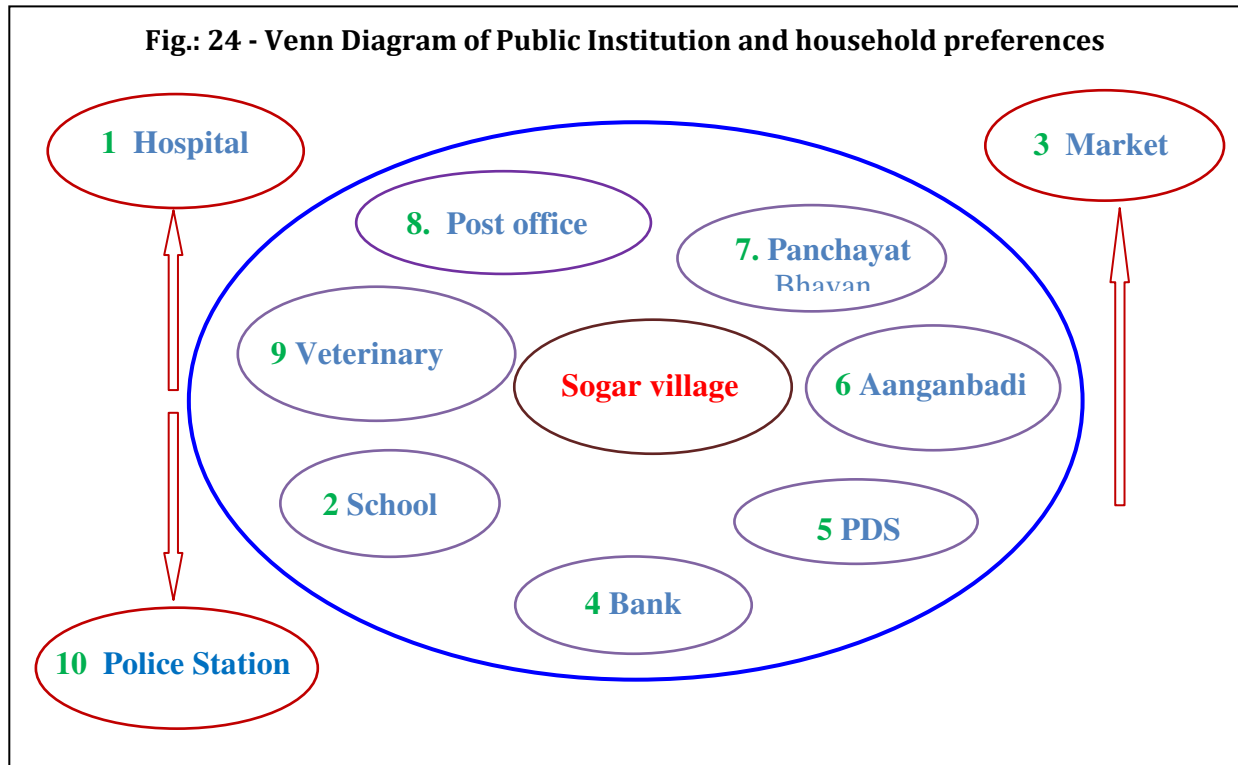 Fig.: 24 - Venn Diagram of Public Institution and household preferences
1 Hospital
3 Market
8. Post office
7. Panchayat
Bhavan
9 Veterinary
Sogar village
6 Aanganbadi
2 School
5 PDS
4 Bank
10 Police Station